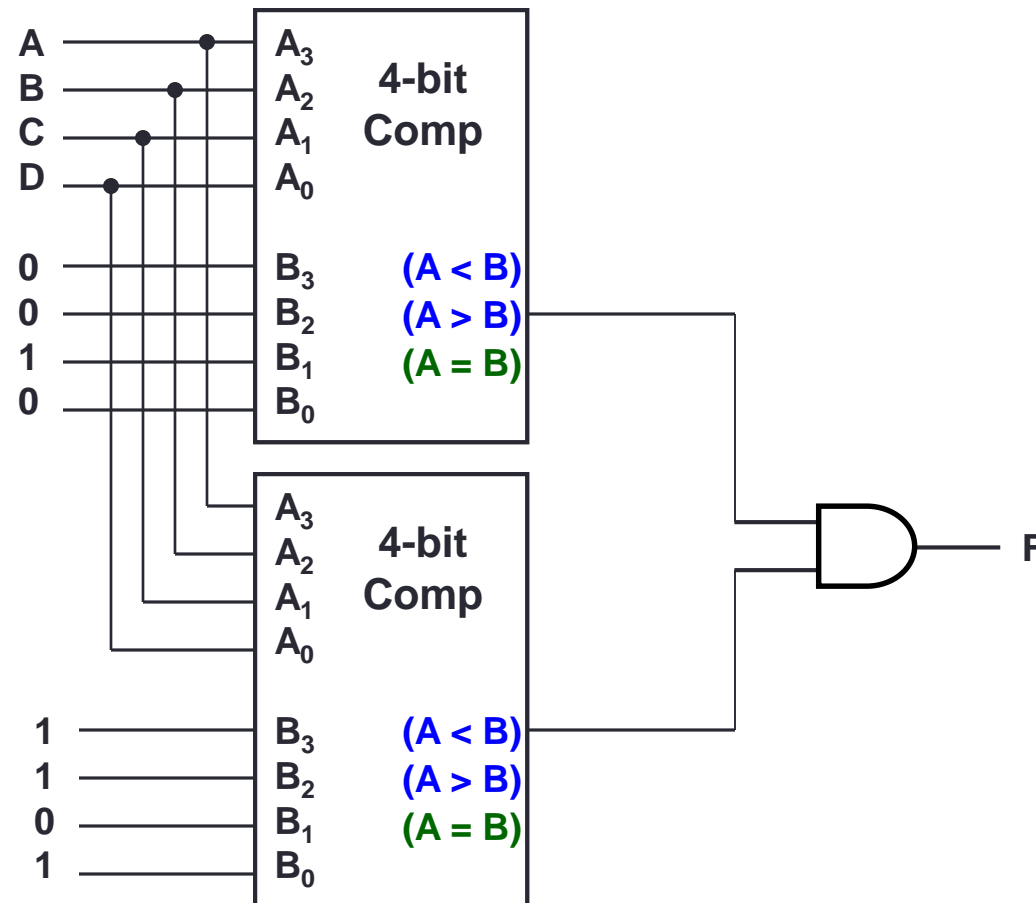 A
B
C
D
0
0
1
0
A3
A2
A1
A0
4-bit
Comp
B3
B2
B1
B0
(A < B)
(A > B)
(A = B)
A3
A2
A1
A0
4-bit
Comp
1
1
0
1
B3
B2
B1
B0
(A < B)
(A > B)
(A = B)
F